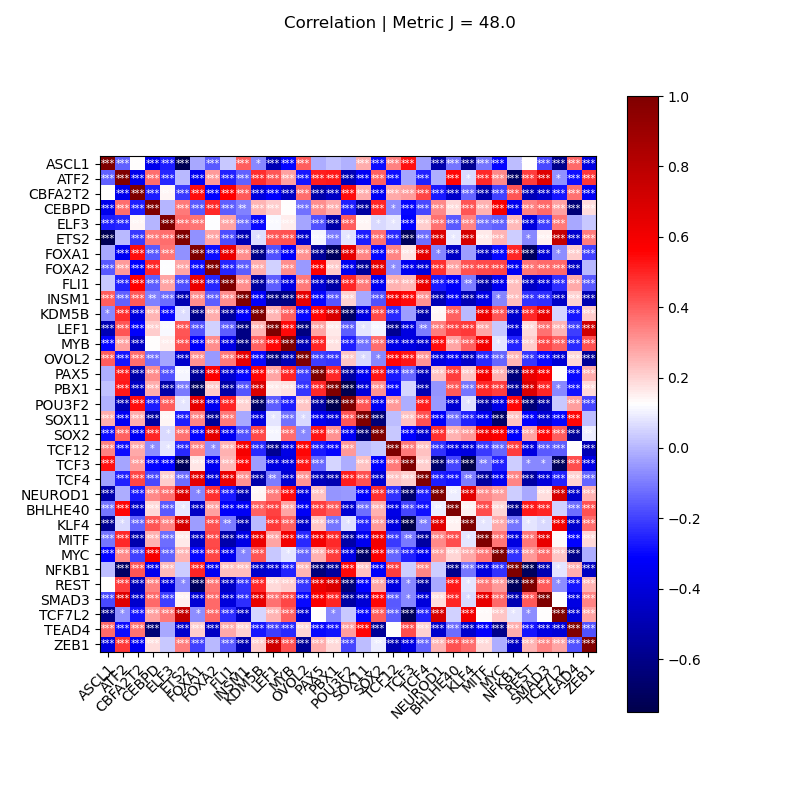 Correlation | Metric J = 48.0
ASCL1
ATF2
CBFA2T2
CEBPD
ELF3
ETS2
FOXA1
FOXA2
FLI1
INSM1
KDM5B
LEF1
MYB
OVOL2
PAX5
PBX1
POU3F2
SOX11
SOX2
TCF12
TCF3
TCF4
NEUROD1
BHLHE40
KLF4
MITF
MYC
NFKB1
REST
SMAD3
TCF7L2
TEAD4
ZEB1
ASCL1
ATF2
CBFA2T2
CEBPD
ELF3
ETS2
FOXA1
FOXA2
FLI1
INSM1
KDM5B
LEF1
MYB
OVOL2
PAX5
PBX1
POU3F2
SOX11
SOX2
TCF12
TCF3
TCF4
NEUROD1
BHLHE40
KLF4
MITF
MYC
NFKB1
REST
SMAD3
TCF7L2
TEAD4
ZEB1
1.0
0.8
0.6
0.4
0.2
0.0
−0.2
−0.4
−0.6